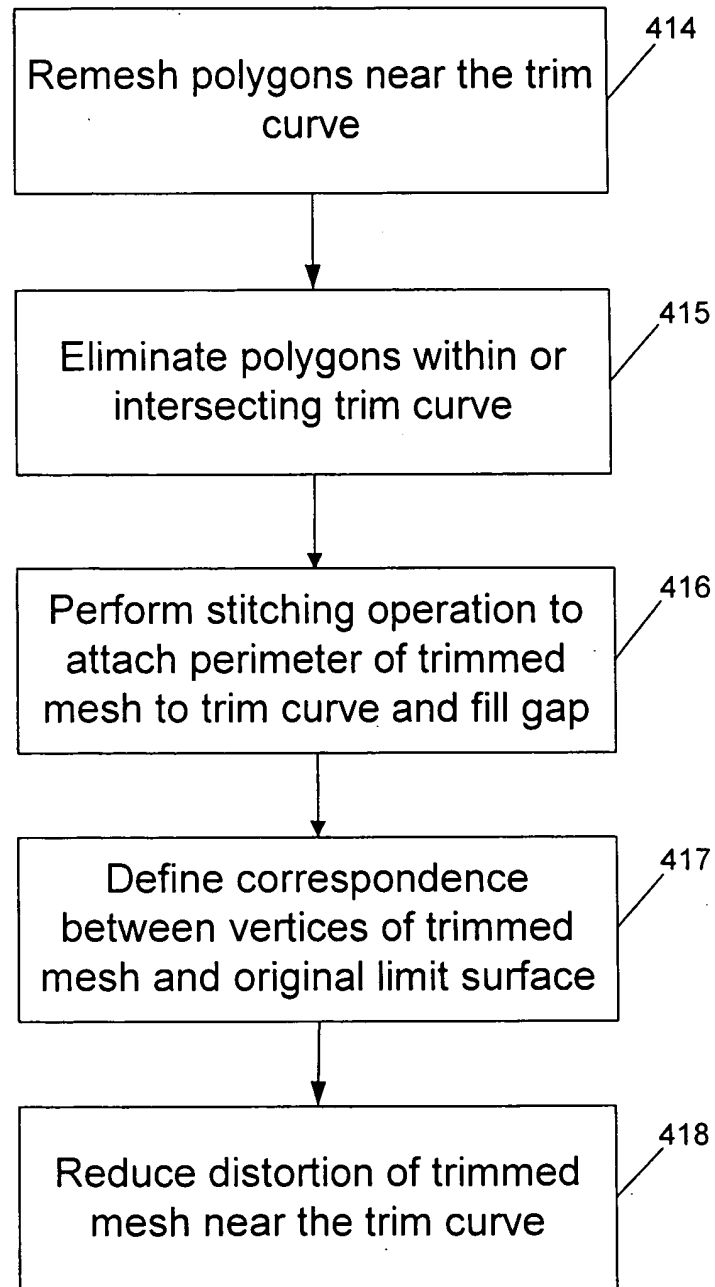 414
Remesh polygons near the trim
curve
415
Eliminate polygons within or
intersecting trim curve
416
Perform stitching operation to
attach perimeter of trimmed
mesh to trim curve and fill gap
417
Define correspondence
between vertices of trimmed
mesh and original limit surface
418
Reduce distortion of trimmed
mesh near the trim curve